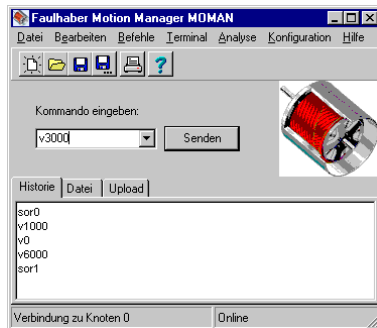 Faulhaber Motion Manager MOMAN
Datei Bearbeiten Befehle Terminal Analyse Konfiguration Hilfe
Kommando eingeben:
v3000 Senden
Historie Datei Upload
sor0
v1000
v0
v6000
sor1
Verbindung zu Knoten 0 Online